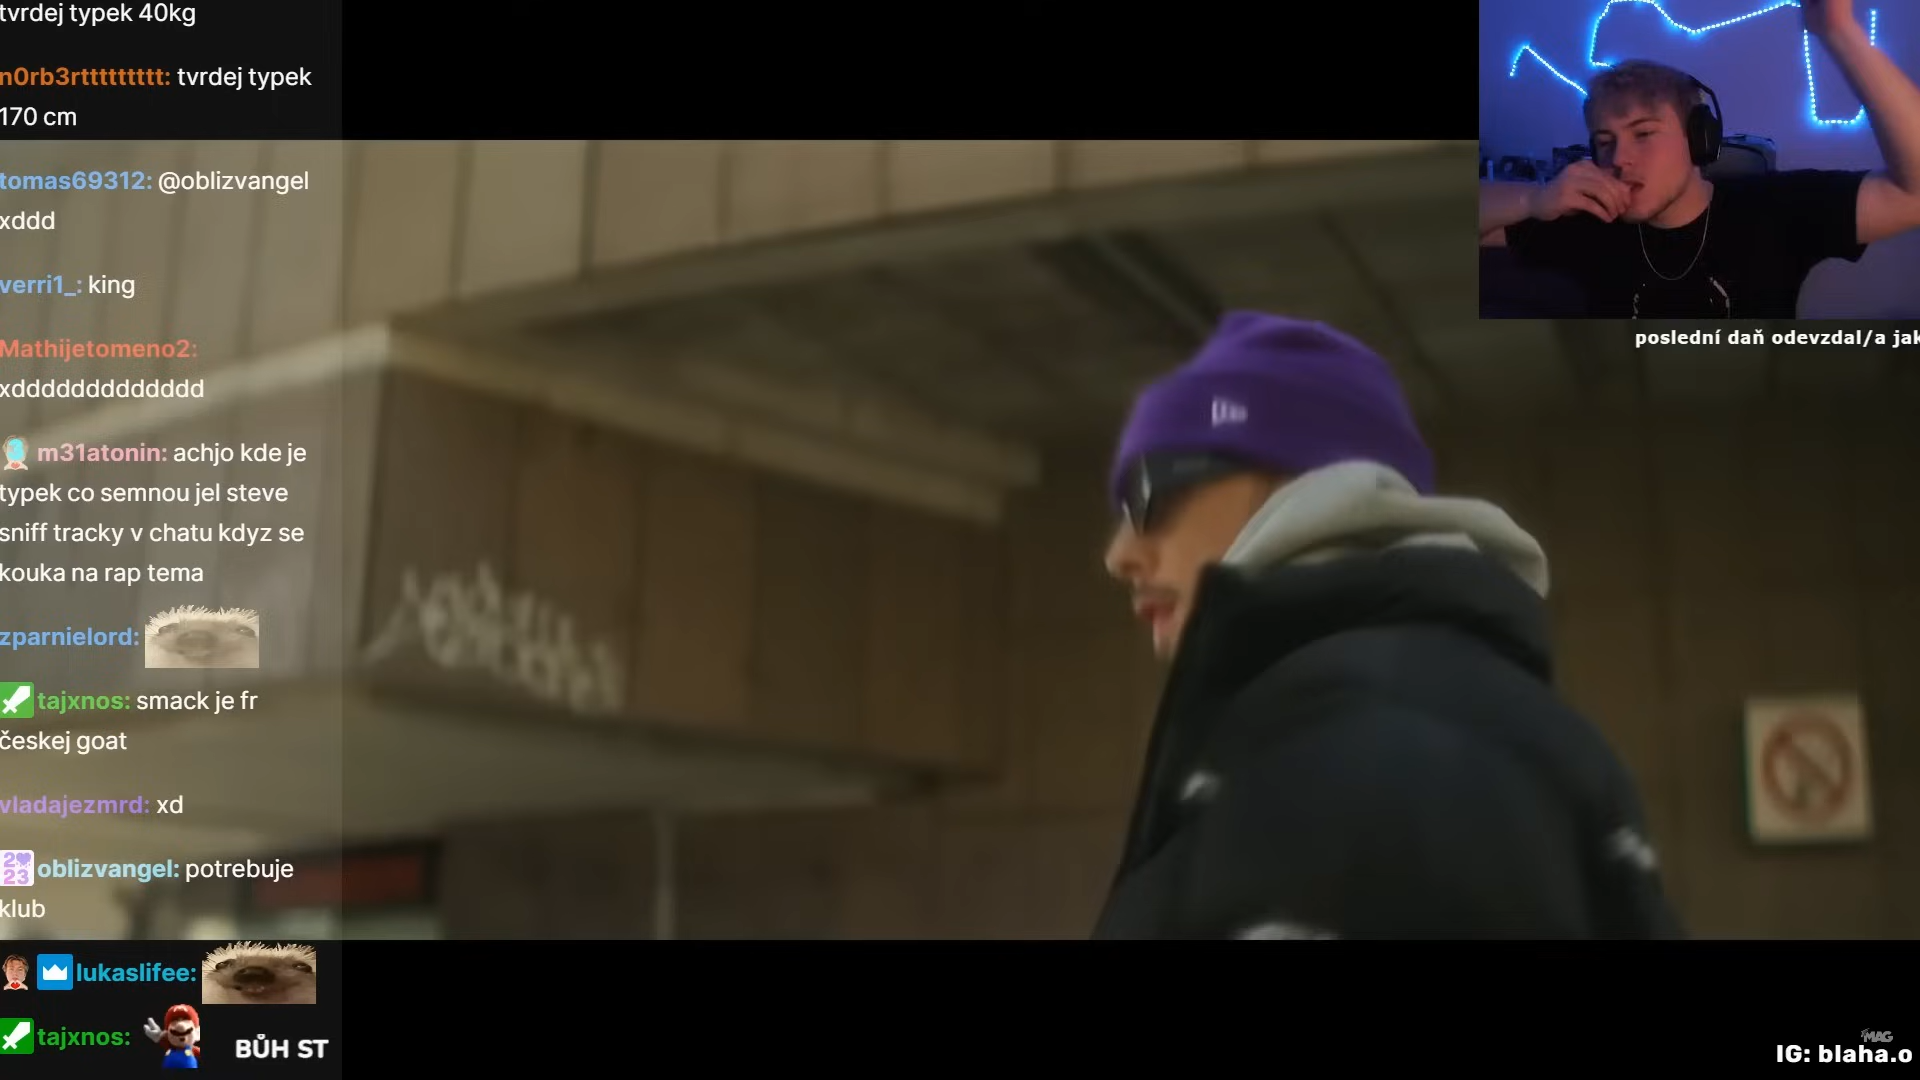 tvrdej typek 40kg
n0rb3rttttttttt: tvrdej typek
170 cm
tomas69312: @oblizvangel
xddd
verri1_: king
Mathijetomeno2:
xddddddddddddd
m31atonin: achjo kde je
typek co semnou jel steve
sniff tracky v chatu kdyz se
kouka na rap tema
zparnielord:
tajxnos: smack je fr
českej goat
vladajezmrd: xd
2023
oblizvangel: potrebuje
klub
lukaslifee:
tajxnos:
BŮH ST
poslední daň odevzdal/a jak
MAG
IG: blaha.o